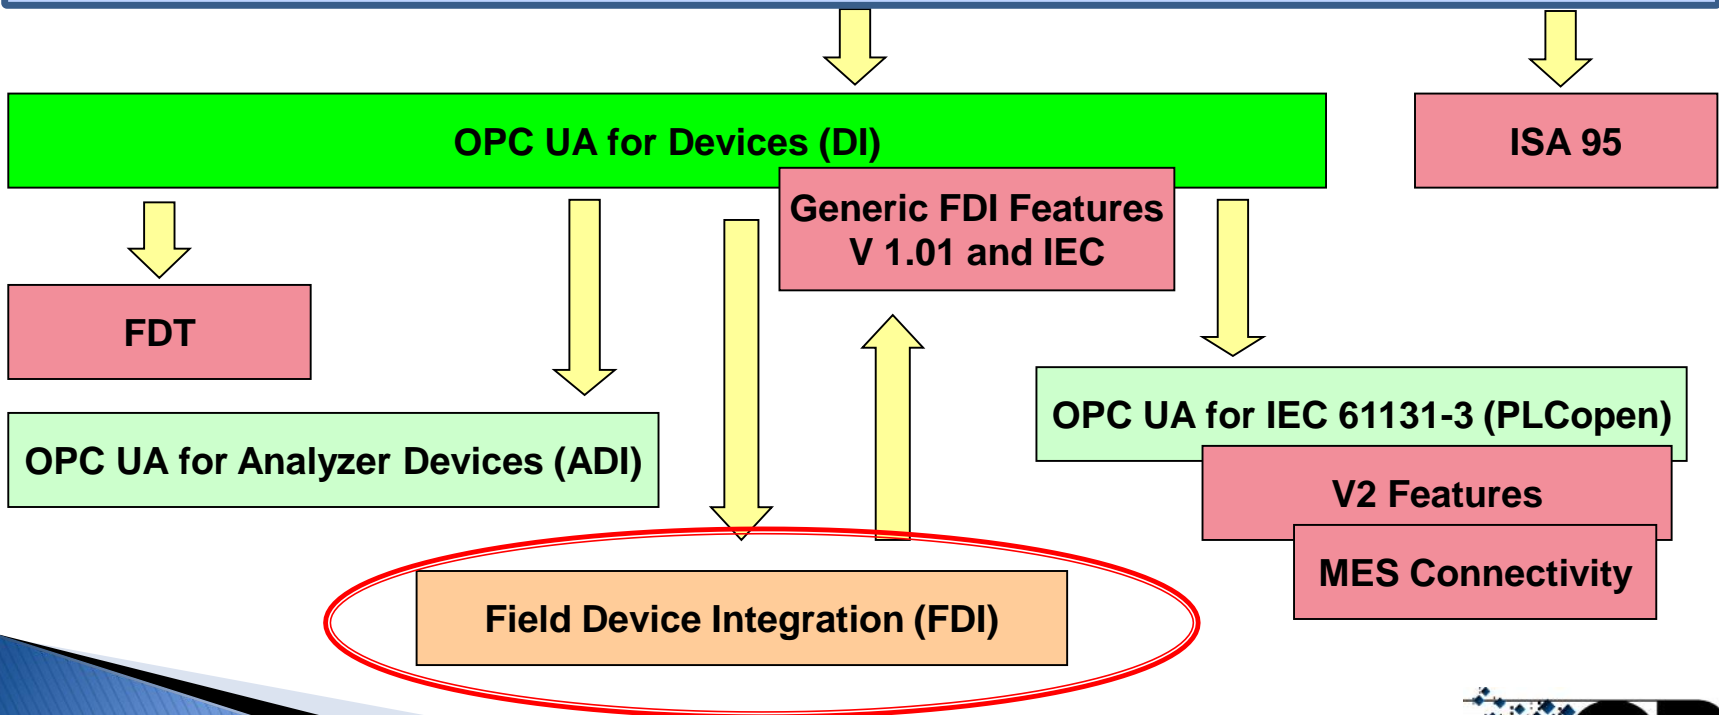 OPC UA for Devices (DI)
ISA 95
Generic FDI Features
V 1.01 and IEC
FDT
OPC UA for IEC 61131-3 (PLCopen)
OPC UA for Analyzer Devices (ADI)
V2 Features
MES Connectivity
Field Device Integration (FDI)